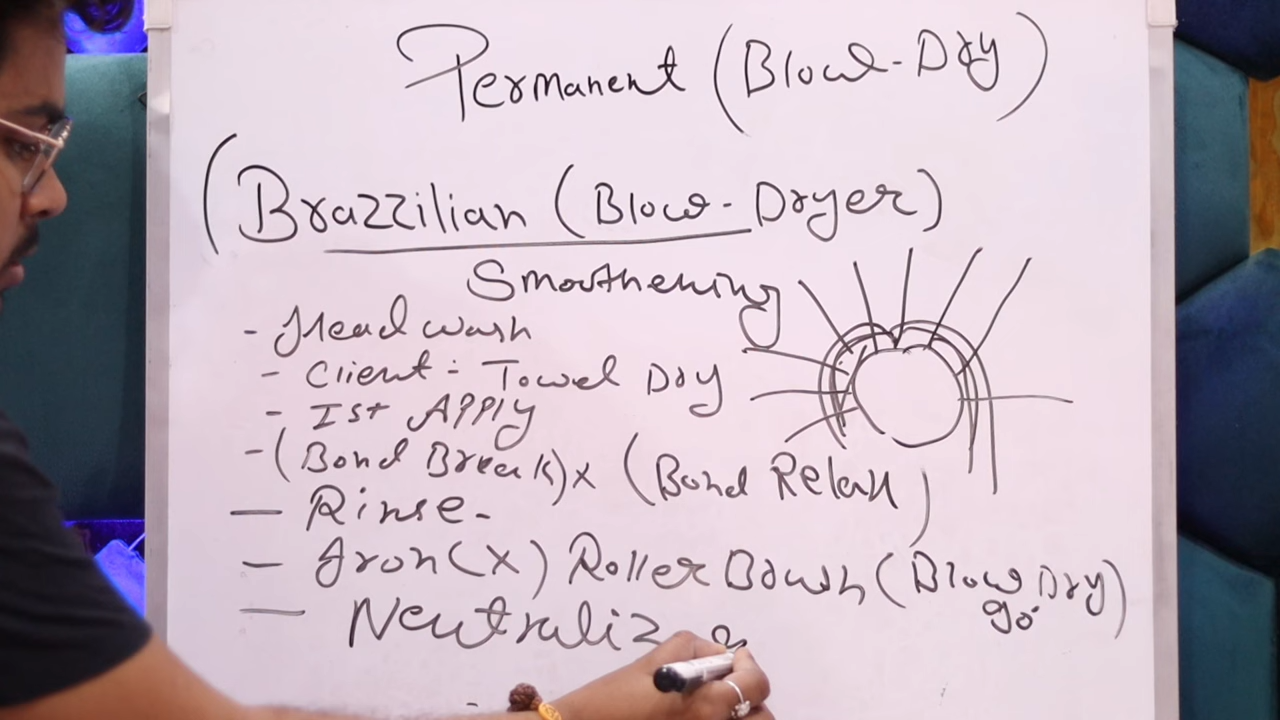 Permanent (Blow-Dry)
(Brazzilian (Blow-Dryer)
Smoothening
- Head wash
- Client: Towel Dry
- Ist APPly
- (Bond Break) x (Bond Relax)
- Rinse.
- Iron (x) Roller Brush (Blow Dry)
- Neutraliz